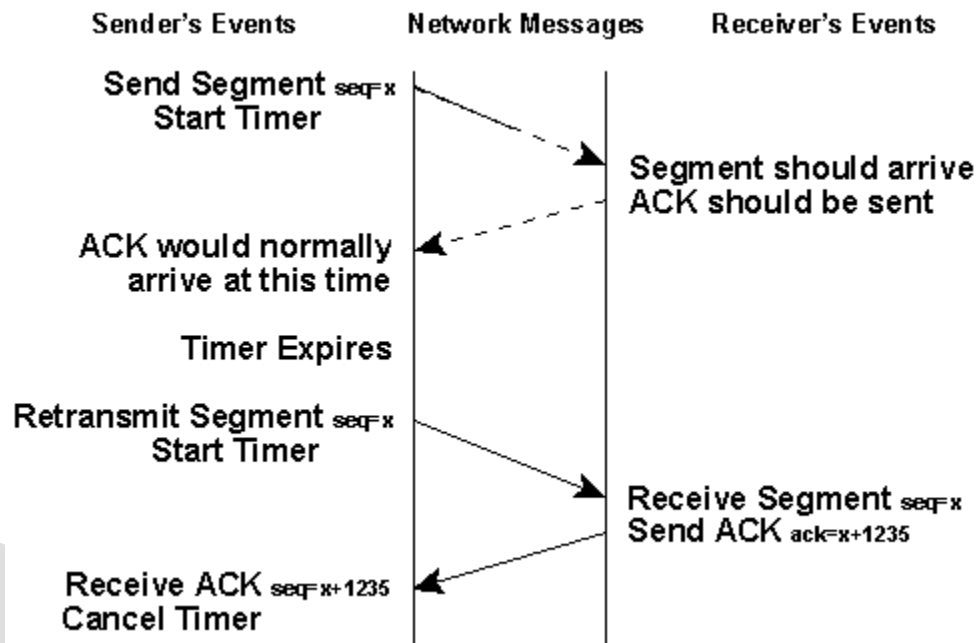 Sender's Events
Network Messages
Receiver's Events
Send Segment seq=x
Start Timer
Segment should arrive
ACK should be sent
ACK would normally
arrive at this time
Timer Expires
Retransmit Segment seq=x
Start Timer
Receive Segment seq=x
Send ACK ack=x+1235
Receive ACK seq=x+1235
Cancel Timer